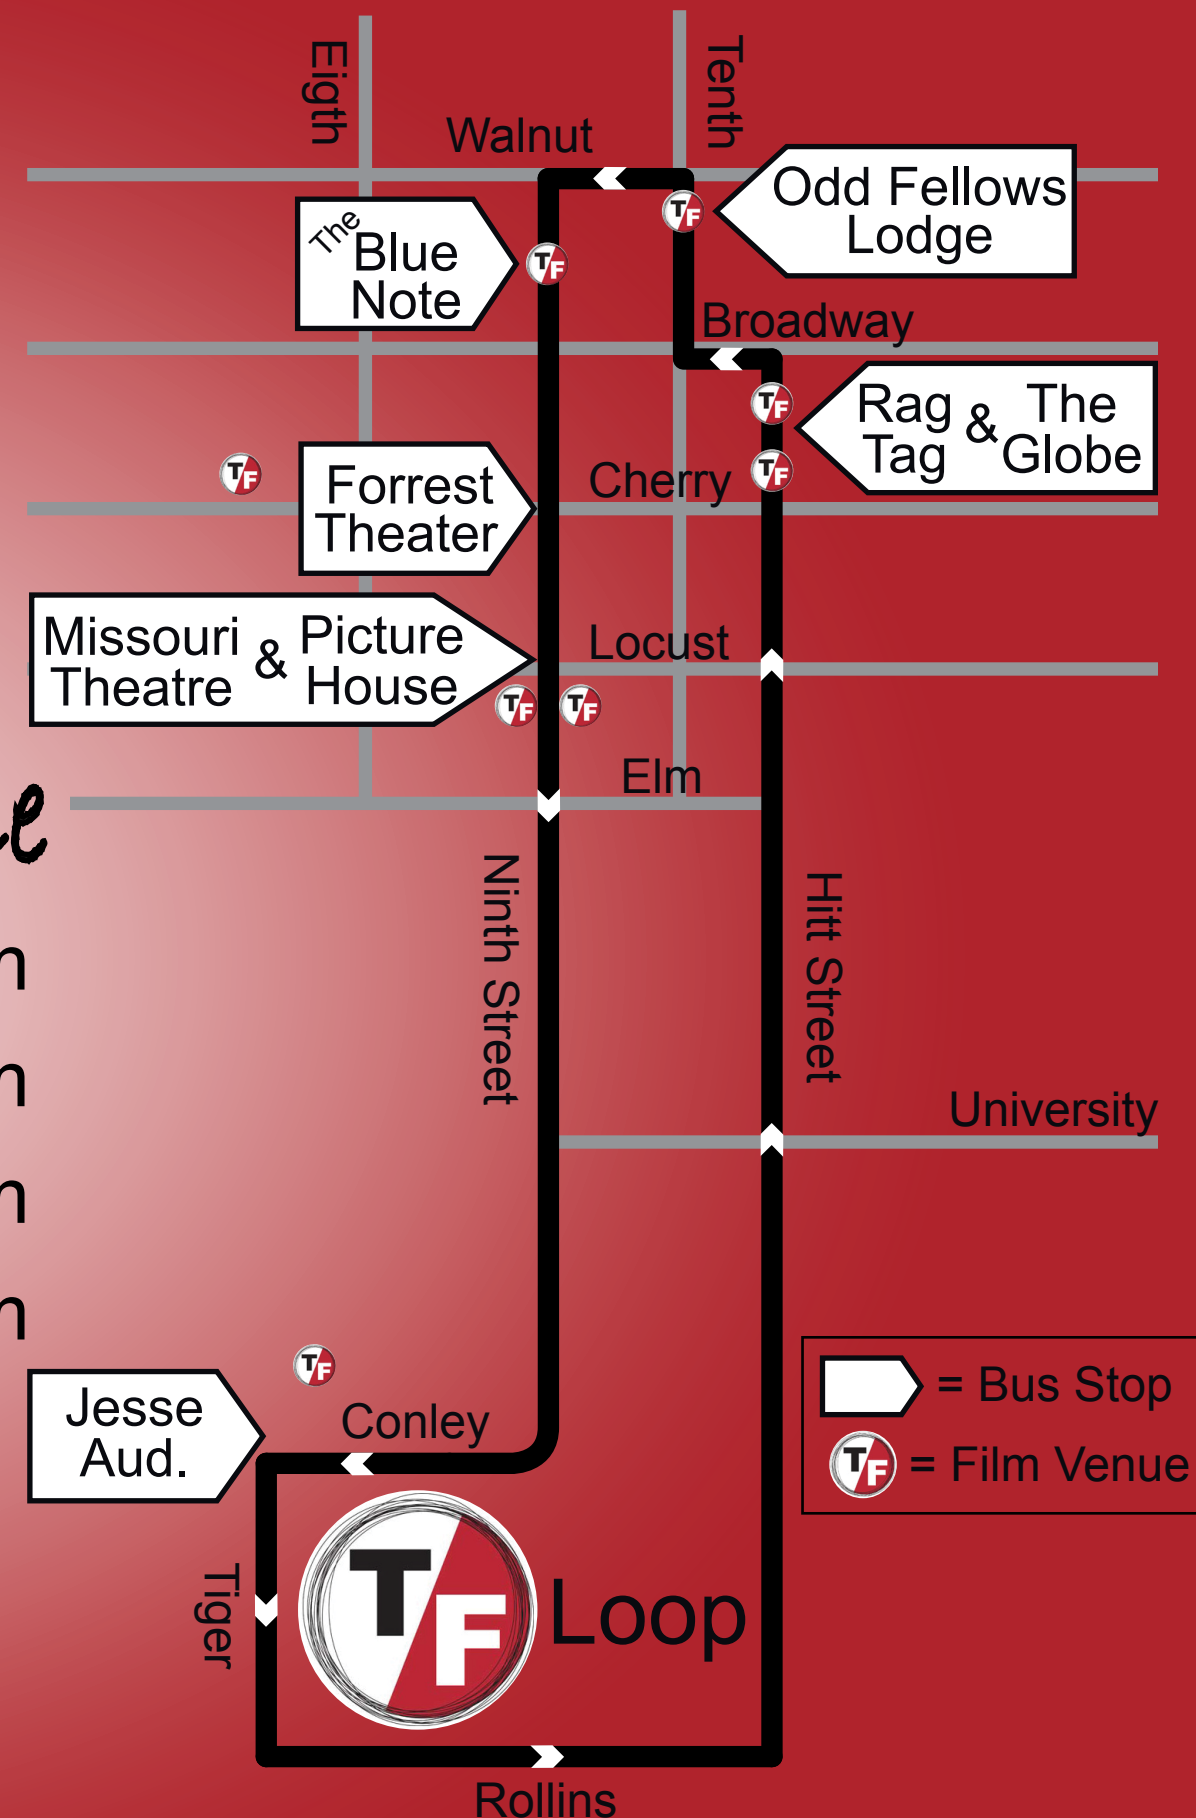 Eigth
Tenth
Walnut
Odd Fellows
Lodge
The
Blue
Note
Broadway
Rag & The
Tag Globe
Forrest
Theater
Cherry
Missouri & Picture
Theatre House
Locust
Elm
Ninth Street
Hitt Street
University
Jesse
Aud.
Conley
= Bus Stop
TF = Film Venue
Tiger
TF Loop
Rollins